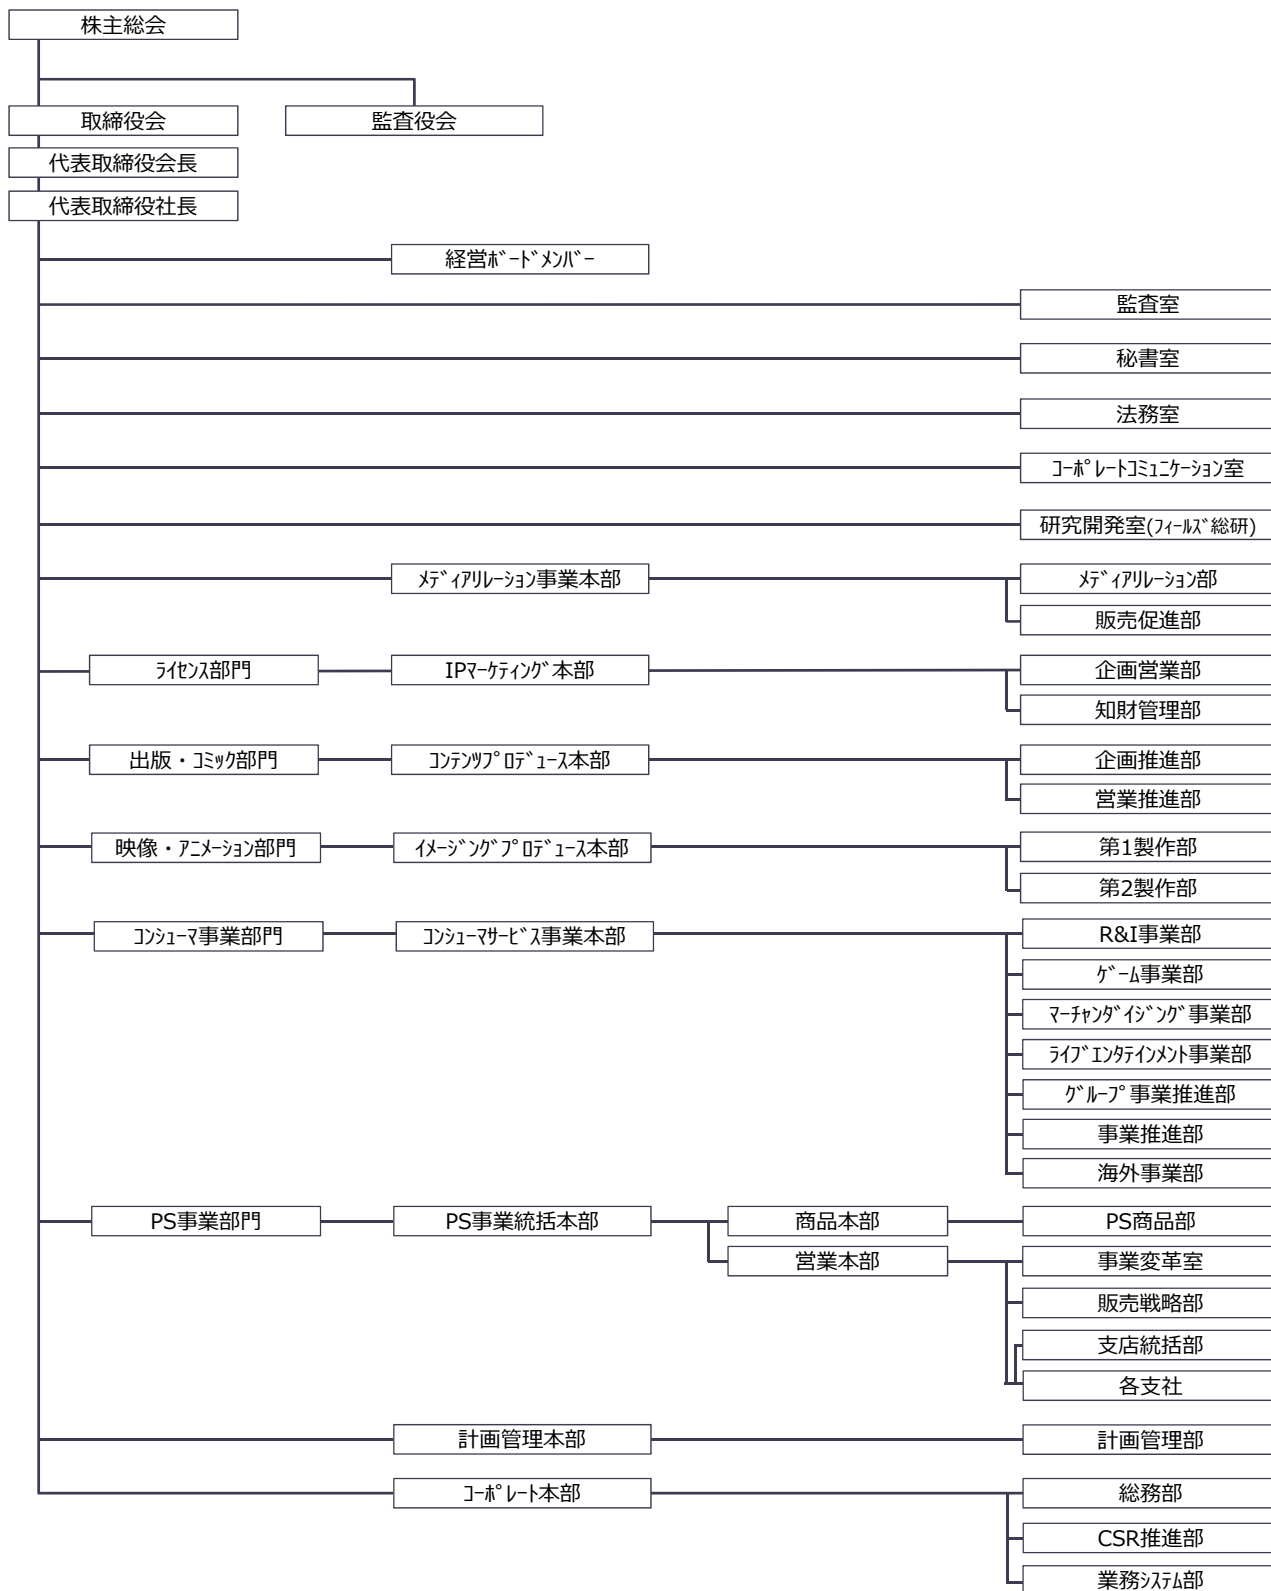 株主総会
取締役会
監査役会
代表取締役会長
代表取締役社長
経営ﾎﾞｰﾄﾞﾒﾝﾊﾞｰ
監査室
秘書室
法務室
ｺｰﾎﾟﾚｰﾄｺﾐｭﾆｹｰｼｮﾝ室
研究開発室(ﾌｨｰﾙｽﾞ総研)
ﾒﾃﾞｨｱﾘﾚｰｼｮﾝ事業本部
ﾒﾃﾞｨｱﾘﾚｰｼｮﾝ部
販売促進部
ﾗｲｾﾝｽ部門
IPﾏｰｹﾃｨﾝｸﾞ本部
企画営業部
知財管理部
出版・ｺﾐｯｸ部門
ｺﾝﾃﾝﾂﾌﾟﾛﾃﾞｭｰｽ本部
企画推進部
営業推進部
映像・ｱﾆﾒｰｼｮﾝ部門
ｲﾒｰｼﾞﾝｸﾞﾌﾟﾛﾃﾞｭｰｽ本部
第1製作部
第2製作部
ｺﾝｼｭｰﾏ事業部門
ｺﾝｼｭｰﾏｻｰﾋﾞｽ事業本部
R&I事業部
ｹﾞｰﾑ事業部
ﾏｰﾁｬﾝﾀﾞｲｼﾞﾝｸﾞ事業部
ﾗｲﾌﾞｴﾝﾀﾃｲﾝﾒﾝﾄ事業部
ｸﾞﾙｰﾌﾟ事業推進部
事業推進部
海外事業部
PS事業部門
PS事業統括本部
商品本部
PS商品部
営業本部
事業変革室
販売戦略部
支店統括部
各支社
計画管理本部
計画管理部
ｺｰﾎﾟﾚｰﾄ本部
総務部
CSR推進部
業務ｼｽﾃﾑ部